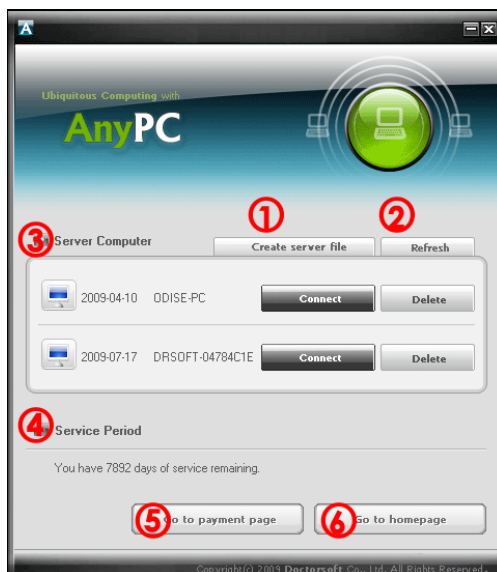 A
Ubiquitous Computing with
AnyPC
① ②
③ Server Computer Create server file Refresh
2009-04-10 ODISE-PC Connect Delete
2009-07-17 DRSOFT-04784C1E Connect Delete
④ Service Period
You have 7892 days of service remaining.
⑤ Go to payment page ⑥ Go to homepage
Copyright(c) 2009 Doctorsoft Co., Ltd. All Rights Reserved.